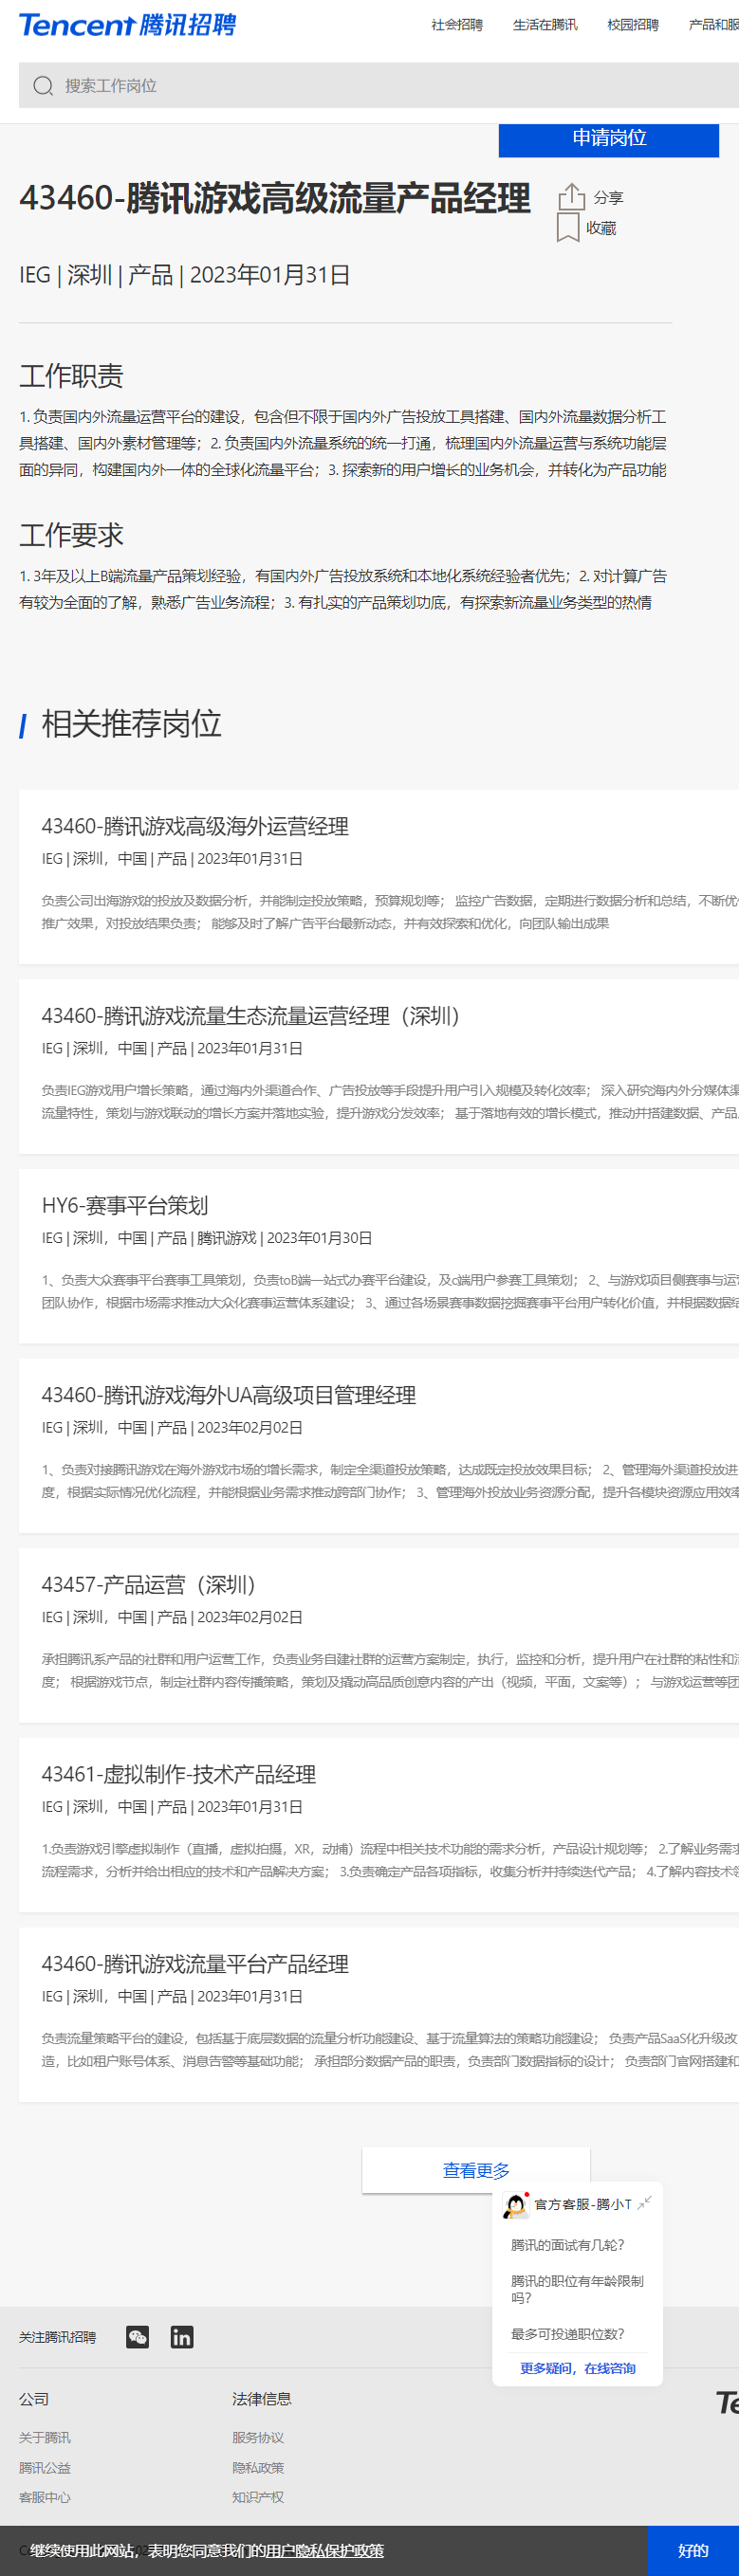 Tencent 腾讯招聘
社会招聘 生活在腾讯 校园招聘 产品和服
搜索工作岗位
申请岗位
43460-腾讯游戏高级流量产品经理
分享
收藏
IEG | 深圳 | 产品 | 2023年01月31日
工作职责
1. 负责国内外流量运营平台的建设，包含但不限于国内外广告投放工具搭建、国内外流量数据分析工
具搭建、国内外素材管理等；2. 负责国内外流量系统的统一打通，梳理国内外流量运营与系统功能层
面的异同，构建国内外一体的全球化流量平台；3. 探索新的用户增长的业务机会，并转化为产品功能
工作要求
1. 3年及以上B端流量产品策划经验，有国内外广告投放系统和本地化系统经验者优先；2. 对计算广告
有较为全面的了解，熟悉广告业务流程；3. 有扎实的产品策划功底，有探索新流量业务类型的热情
相关推荐岗位
43460-腾讯游戏高级海外运营经理
IEG | 深圳，中国 | 产品 | 2023年01月31日
负责公司出海游戏的投放及数据分析，并能制定投放策略，预算规划等； 监控广告数据，定期进行数据分析和总结，不断优
推广效果，对投放结果负责； 能够及时了解广告平台最新动态，并有效探索和优化，向团队输出成果
43460-腾讯游戏流量生态流量运营经理（深圳）
IEG | 深圳，中国 | 产品 | 2023年01月31日
负责IEG游戏用户增长策略，通过海内外渠道合作、广告投放等手段提升用户引入规模及转化效率； 深入研究海内外分媒体渠
流量特性，策划与游戏联动的增长方案并落地实验，提升游戏分发效率； 基于落地有效的增长模式，推动并搭建数据、产品
HY6-赛事平台策划
IEG | 深圳，中国 | 产品 | 腾讯游戏 | 2023年01月30日
1、负责大众赛事平台赛事工具策划，负责toB端一站式办赛平台建设，及c端用户参赛工具策划； 2、与游戏项目侧赛事与运营
团队协作，根据市场需求推动大众化赛事运营体系建设； 3、通过各场景赛事数据挖掘赛事平台用户转化价值，并根据数据结
43460-腾讯游戏海外UA高级项目管理经理
IEG | 深圳，中国 | 产品 | 2023年02月02日
1、负责对接腾讯游戏在海外游戏市场的增长需求，制定全渠道投放策略，达成既定投放效果目标； 2、管理海外渠道投放进
度，根据实际情况优化流程，并能根据业务需求推动跨部门协作； 3、管理海外投放业务资源分配，提升各模块资源应用效率
43457-产品运营（深圳）
IEG | 深圳，中国 | 产品 | 2023年02月02日
承担腾讯系产品的社群和用户运营工作，负责业务自建社群的运营方案制定，执行，监控和分析，提升用户在社群的粘性和活
度； 根据游戏节点，制定社群内容传播策略，策划及撬动高品质创意内容的产出（视频，平面，文案等）； 与游戏运营等团
43461-虚拟制作-技术产品经理
IEG | 深圳，中国 | 产品 | 2023年01月31日
1.负责游戏引擎虚拟制作（直播，虚拟拍摄，XR，动捕）流程中相关技术功能的需求分析，产品设计规划等； 2.了解业务需求
流程需求，分析并给出相应的技术和产品解决方案； 3.负责确定产品各项指标，收集分析并持续迭代产品； 4.了解内容技术领
43460-腾讯游戏流量平台产品经理
IEG | 深圳，中国 | 产品 | 2023年01月31日
负责流量策略平台的建设，包括基于底层数据的流量分析功能建设、基于流量算法的策略功能建设； 负责产品SaaS化升级改
造，比如租户账号体系、消息告警等基础功能； 承担部分数据产品的职责，负责部门数据指标的设计； 负责部门官网搭建和
查看更多
官方客服-腾小T
腾讯的面试有几轮？
腾讯的职位有年龄限制
吗？
最多可投递职位数？
更多疑问，在线咨询
关注腾讯招聘
公司 法律信息
Te
关于腾讯 服务协议
腾讯公益 隐私政策
客服中心 知识产权
继续使用此网站，表明您同意我们的用户隐私保护政策
好的